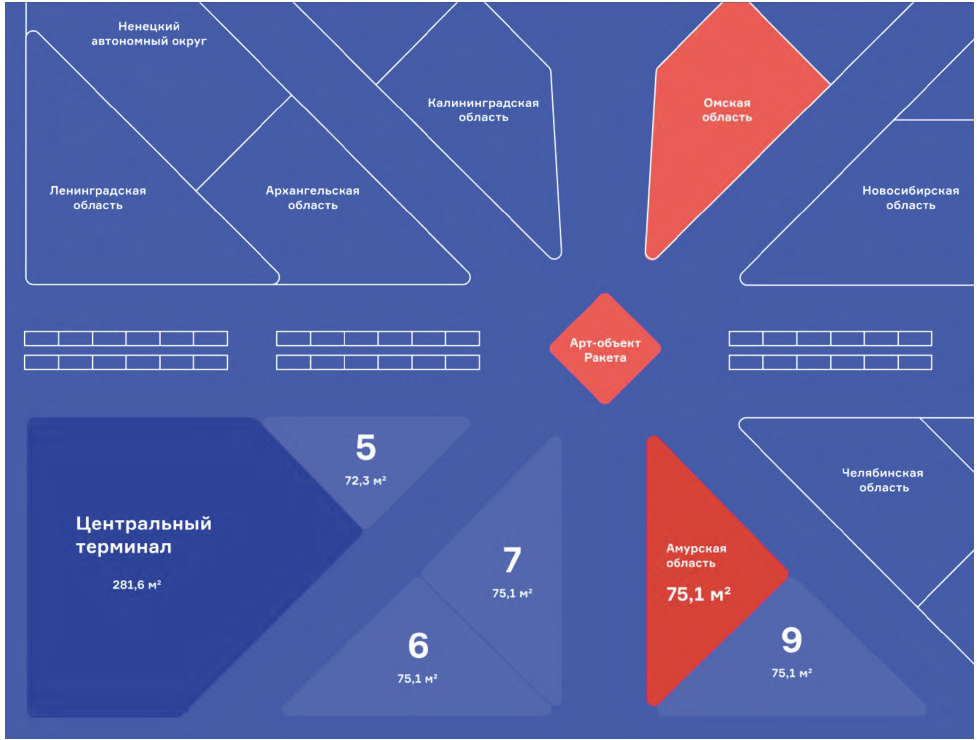 Ненецкий
автономный округ
Калининградская
область
Омская
область
Ленинградская
область
Архангельская
область
Новосибирская
область
Арт-объект
Ракета
5
72,3 м²
Челябинская
область
Центральный
терминал
281,6 м²
7
75,1 м²
Амурская
область
75,1 м²
6
75,1 м²
9
75,1 м²